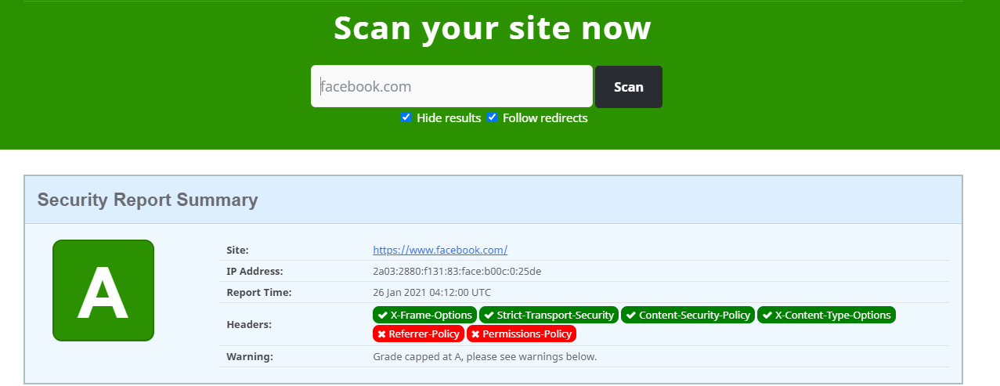 Scan your site now
facebook.com
Scan
Hide results Follow redirects
Security Report Summary
A
Site: https://www.facebook.com/
IP Address: 2a03:2880:f131:83:face:b00c:0:25de
Report Time: 26 Jan 2021 04:12:00 UTC
Headers: X-Frame-Options Strict-Transport-Security Content-Security-Policy X-Content-Type-Options
Referrer-Policy Permissions-Policy
Warning: Grade capped at A, please see warnings below.